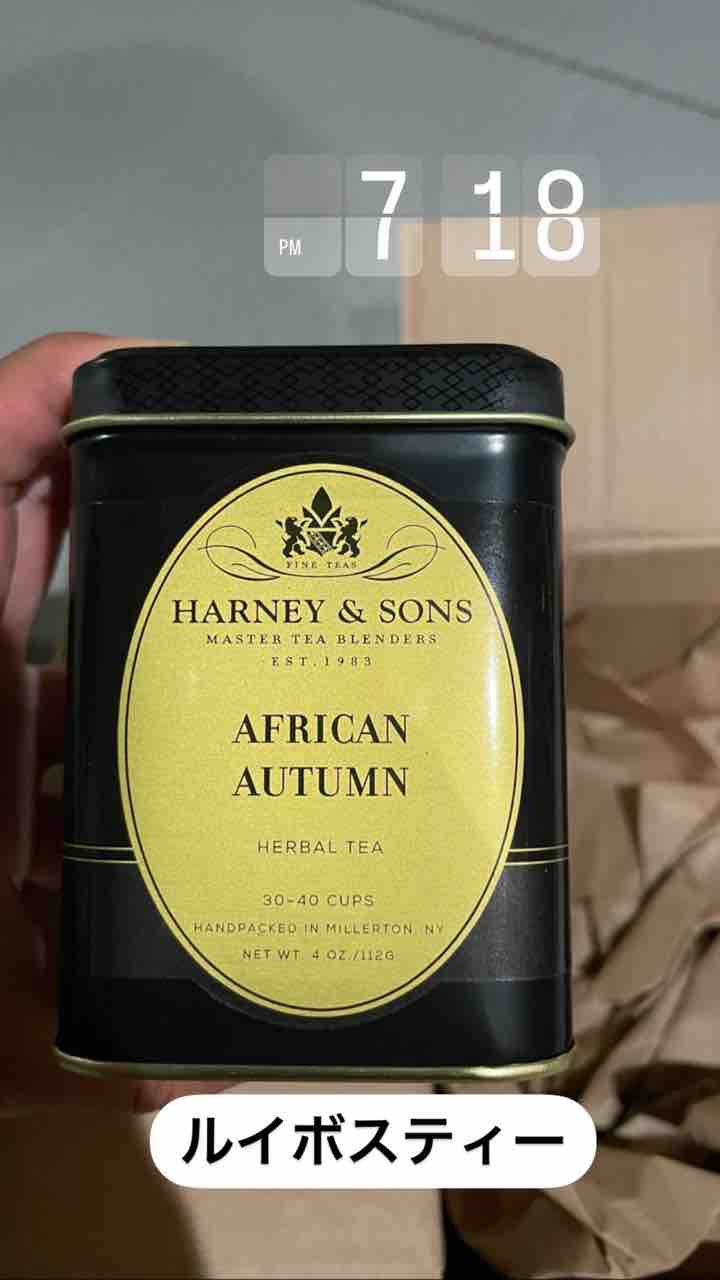 PM 7 18
FINE TEAS
HARNEY & SONS
MASTER TEA BLENDERS
EST. 1983
AFRICAN
AUTUMN
HERBAL TEA
30-40 CUPS
HANDPACKED IN MILLERTON, NY
NET WT. 4 OZ./112G
ルイボスティー